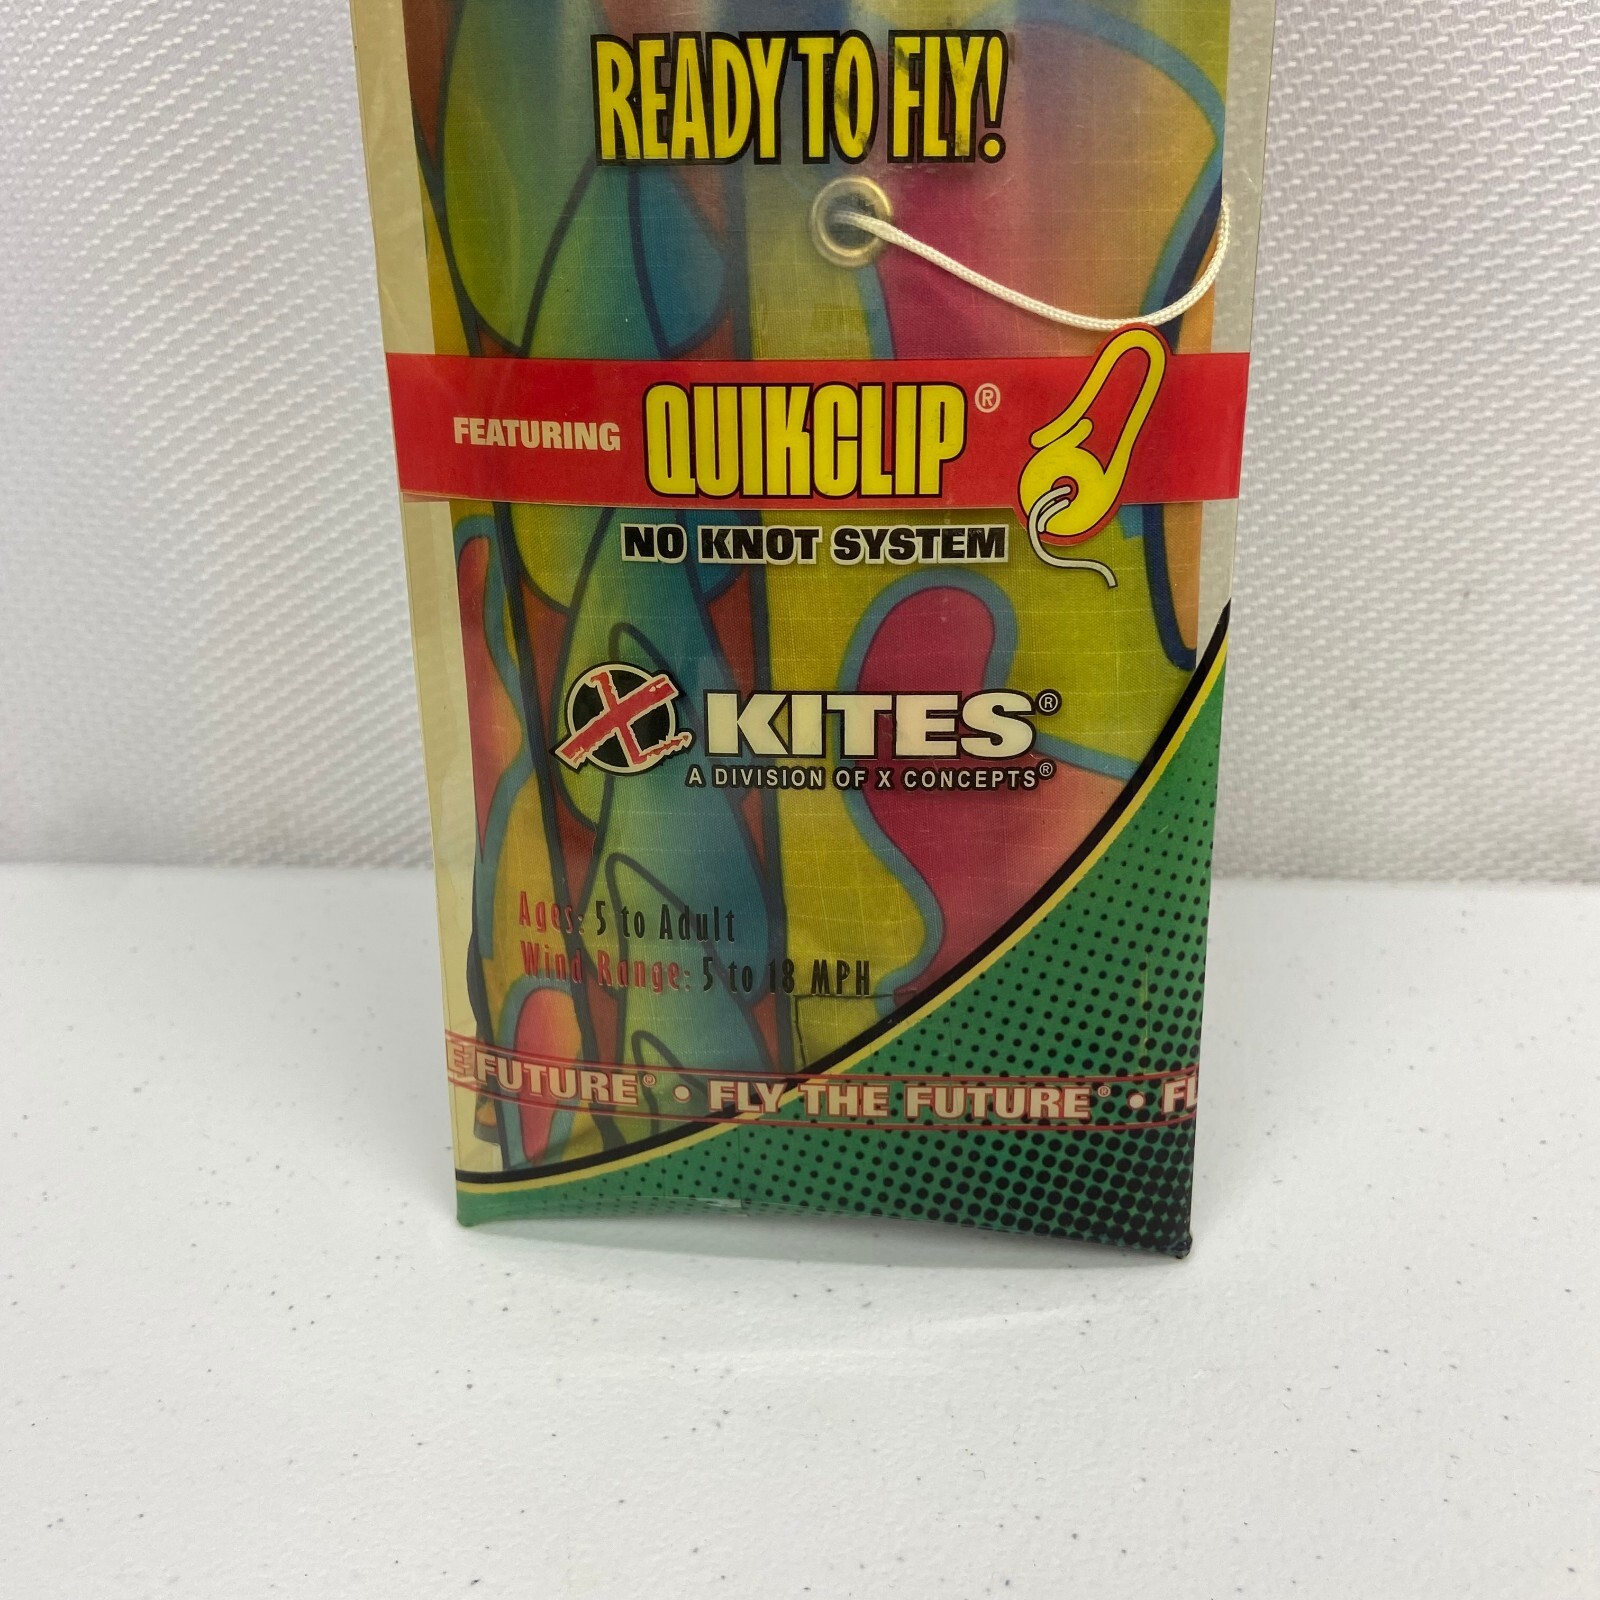 READY TO FLY!
FEATURING QUIKCLIP®
NO KNOT SYSTEM
X KITES®
A DIVISION OF X CONCEPTS®
Ages: 5 to Adult
Wind Range: 5 to 18 MPH
E FUTURE® • FLY THE FUTURE® • FL